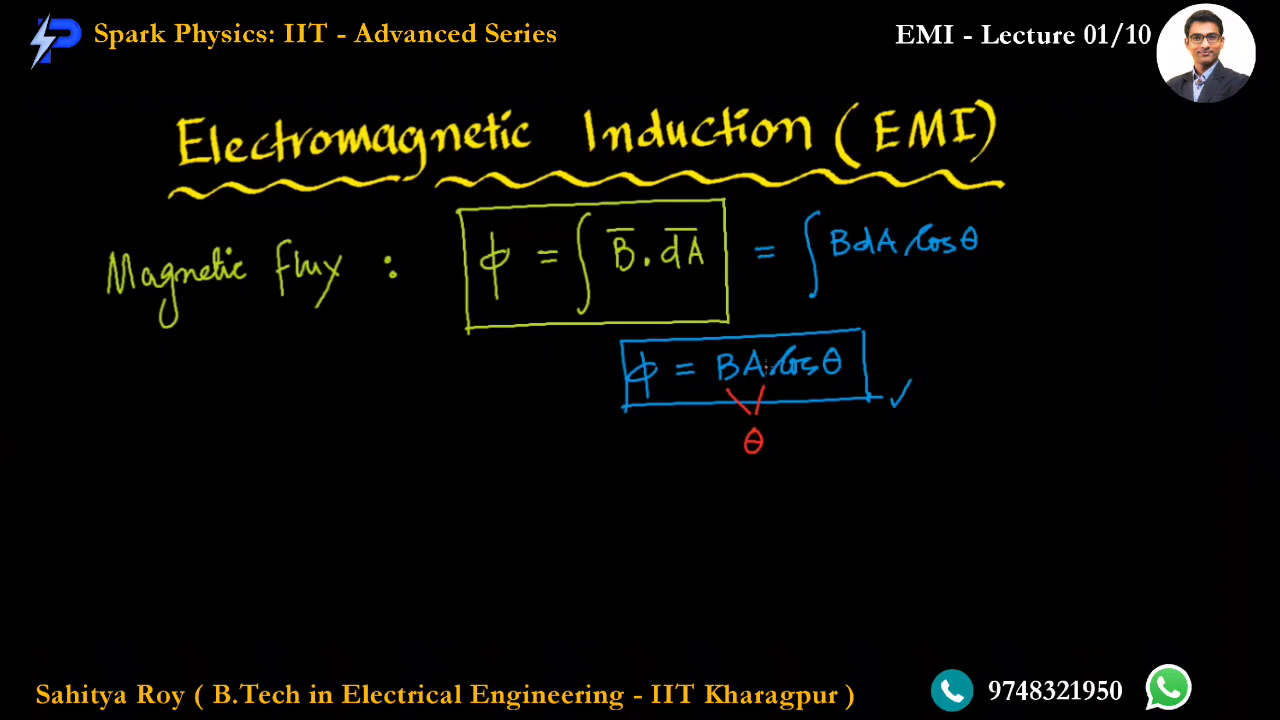 Spark Physics: IIT - Advanced Series
EMI - Lecture 01/10
Electromagnetic Induction (EMI)
Magnetic flux : ϕ = ∫ B̅ . d̅A̅ = ∫ BdA cosθ
ϕ = BA cosθ ✓
θ
Sahitya Roy ( B.Tech in Electrical Engineering - IIT Kharagpur )
9748321950